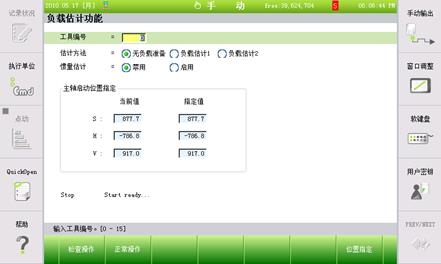 记录状况
2010.05.17 [月]
手 动
free:39,624,704
S
06:06:44 PM
手动输出
负载估计功能
工具编号 =
估计方法 = 无负载准备 负载估计1 负载估计2
惯量估计 = 禁用 启用
主轴启动位置指定
当前值 指定值
S : 877.7 877.7
H : -786.8 -786.8
V : 917.0 917.0
Stop Start ready...
输入工具编号。[0 - 15]
执行单位
Cmd
点动
QuickOpen
帮助
窗口调整
软键盘
用户密钥
PREV/NEXT
检查操作 正常操作 位置指定